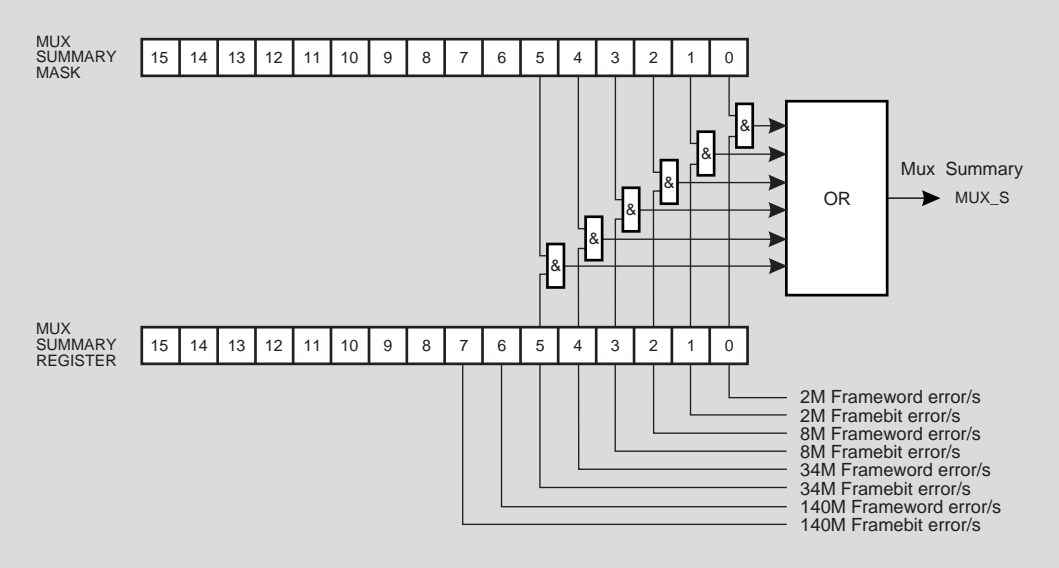 MUX
SUMMARY
MASK
15 14 13 12 11 10 9 8 7 6 5 4 3 2 1 0
&
&
&
&
&
&
OR
Mux Summary
MUX_S
MUX
SUMMARY
REGISTER
15 14 13 12 11 10 9 8 7 6 5 4 3 2 1 0
2M Frameword error/s
2M Framebit error/s
8M Frameword error/s
8M Framebit error/s
34M Frameword error/s
34M Framebit error/s
140M Frameword error/s
140M Framebit error/s